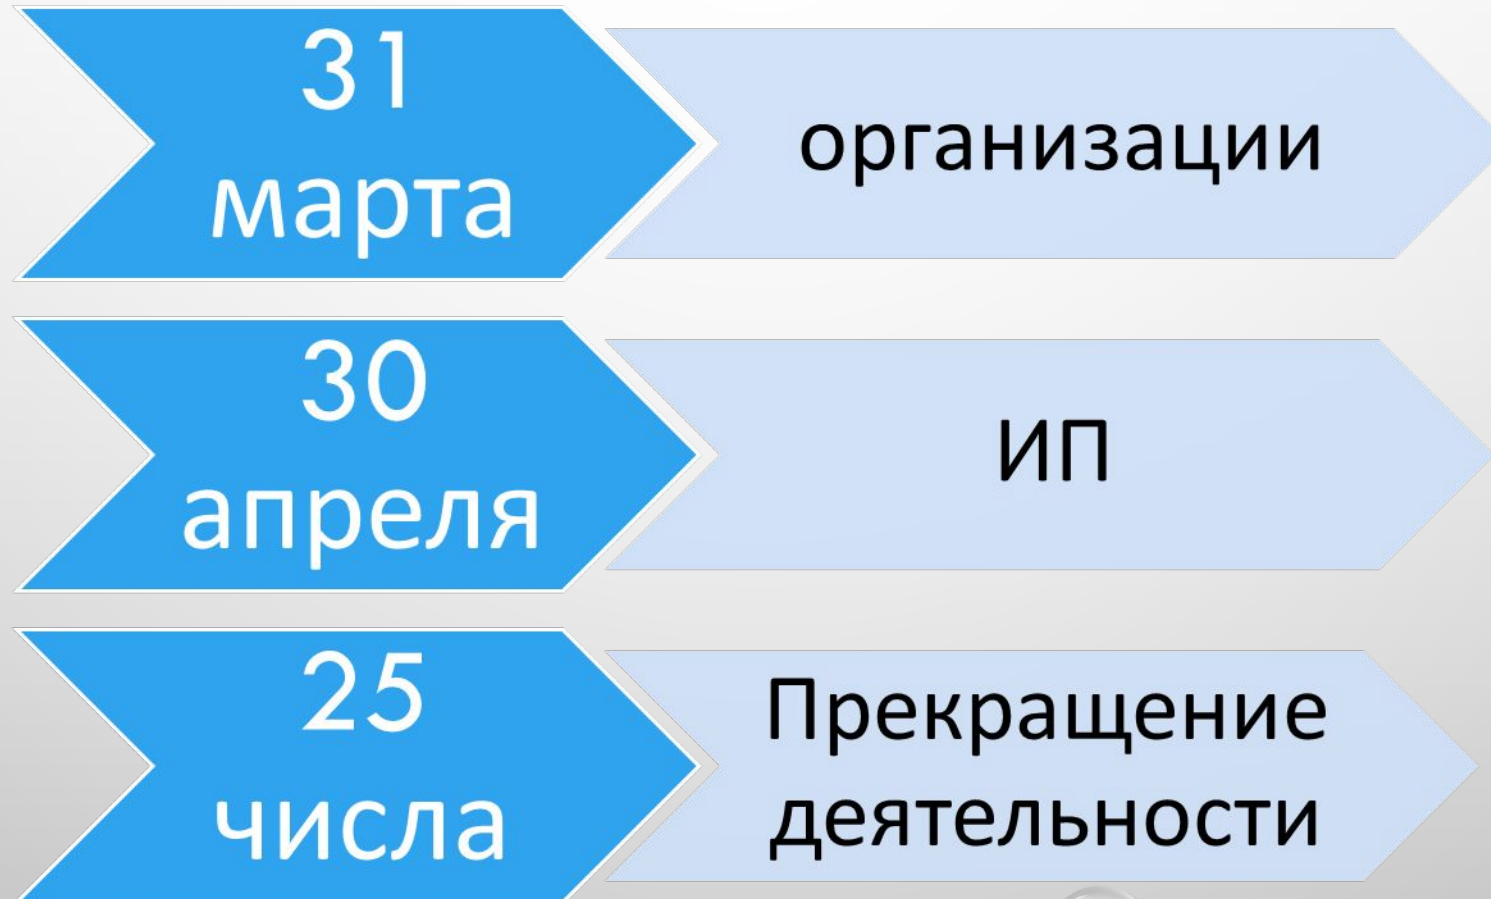 31
марта
организации
30
апреля
ИП
25
числа
Прекращение
деятельности